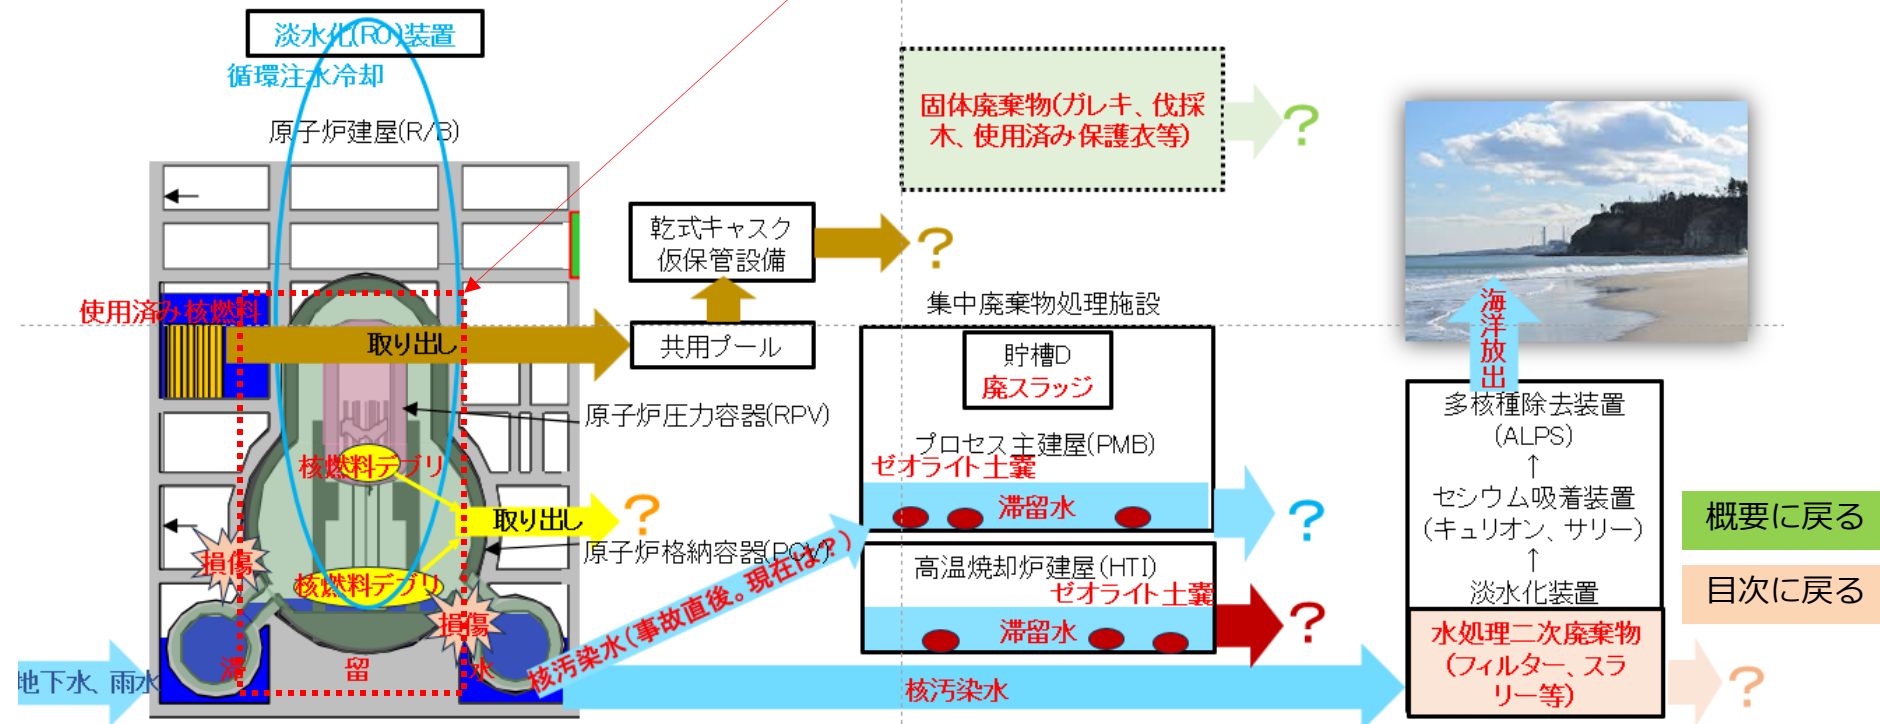 淡水化(RO)装置
循環注水冷却
原子炉建屋(R/B)
固体廃棄物(ガレキ、伐採
木、使用済み保護衣等)
?
乾式キャスク
仮保管設備
?
使用済み核燃料
取り出し
共用プール
集中廃棄物処理施設
貯槽D
廃スラッジ
プロセス主建屋(PMB)
ゼオライト土嚢
滞留水
?
原子炉圧力容器(RPV)
核燃料デブリ
取り出し
?
原子炉格納容器(PCV)
損傷
核燃料デブリ
損傷
高温焼却炉建屋(HTI)
ゼオライト土嚢
滞留水
?
滞 留 水
地下水、雨水
核汚染水(事故直後。現在は?)
核汚染水
海洋放出
多核種除去装置
(ALPS)
↑
セシウム吸着装置
(キュリオン、サリー)
↑
淡水化装置
水処理二次廃棄物
(フィルター、スラ
リー等)
?
概要に戻る
目次に戻る